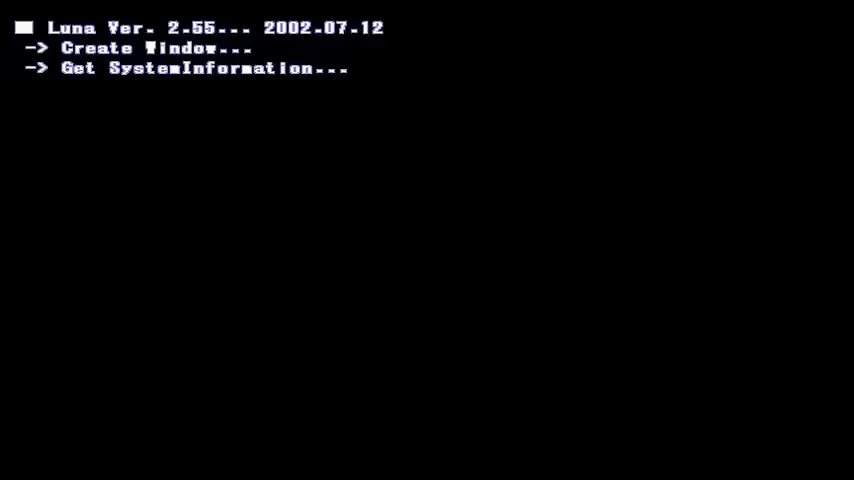 ■ Luna Ver. 2.55... 2002.07.12
-> Create Window...
-> Get SystemInformation...